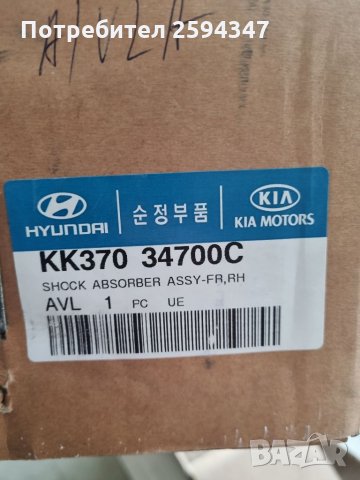 Потребител 2594347
HYUNDAI 순정부품 KIA
KIA MOTORS
KK370 34700C
SHOCK ABSORBER ASSY-FR,RH
AVL 1 PC UE
BAZAR